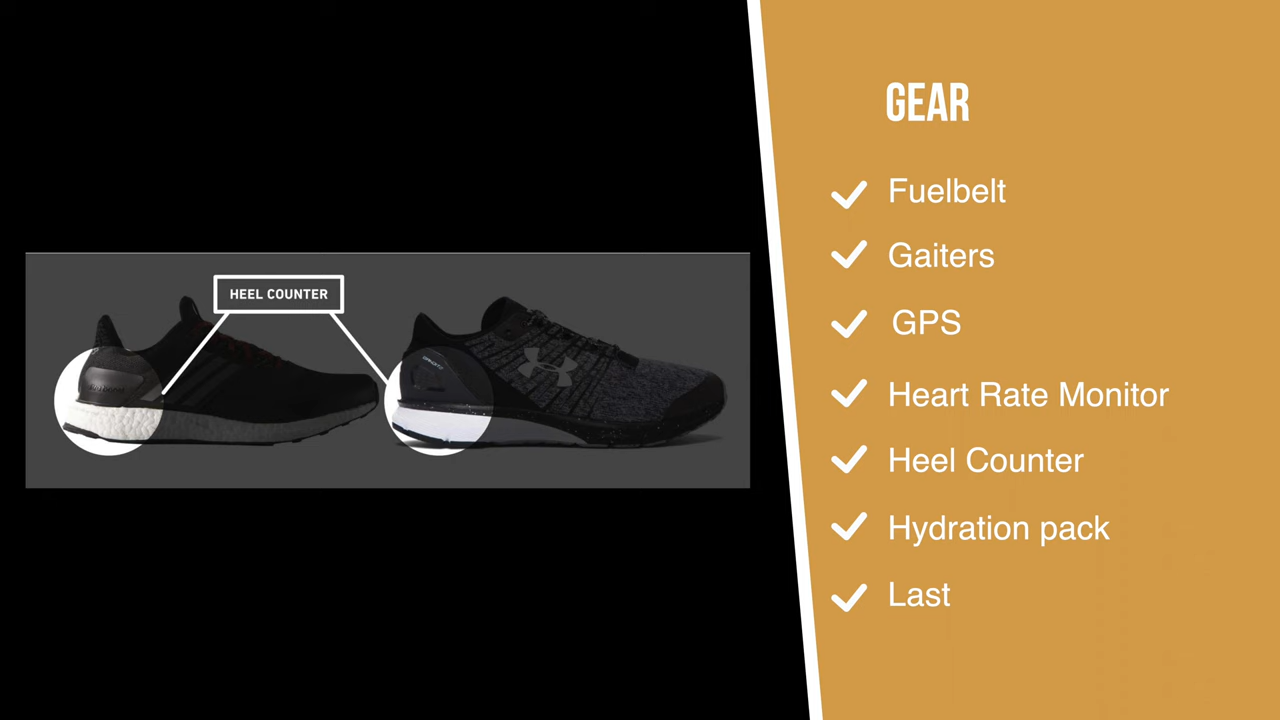 HEEL COUNTER
GEAR
Fuelbelt
Gaiters
GPS
Heart Rate Monitor
Heel Counter
Hydration pack
Last